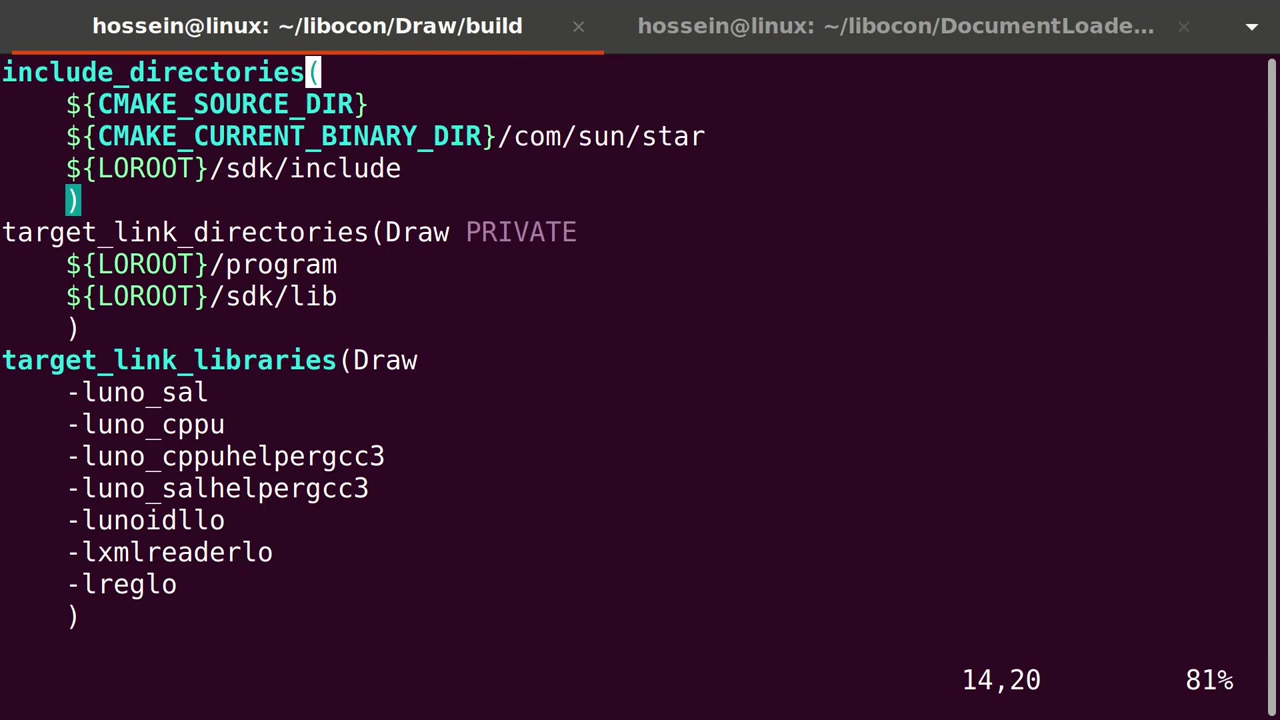 hossein@linux: ~/libocon/Draw/build × hossein@linux: ~/libocon/DocumentLoade... ×
include_directories(
    ${CMAKE_SOURCE_DIR}
    ${CMAKE_CURRENT_BINARY_DIR}/com/sun/star
    ${LOROOT}/sdk/include
    )
target_link_directories(Draw PRIVATE
    ${LOROOT}/program
    ${LOROOT}/sdk/lib
    )
target_link_libraries(Draw
    -luno_sal
    -luno_cppu
    -luno_cppuhelpergcc3
    -luno_salhelpergcc3
    -lunoidllo
    -lxmlreaderlo
    -lreglo
    )
14,20 81%